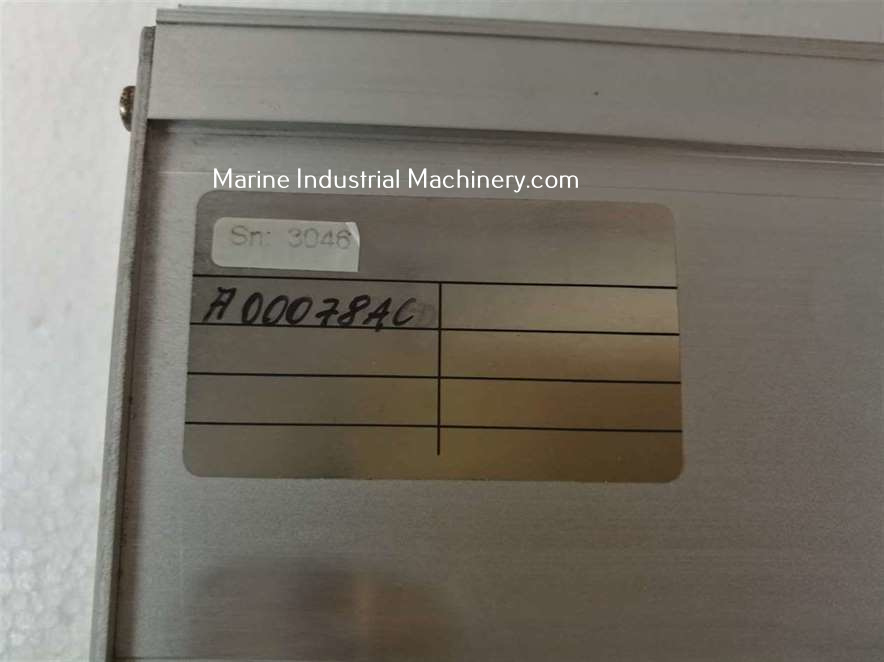 Marine Industrial Machinery.com
Sn: 3046
A00078AC